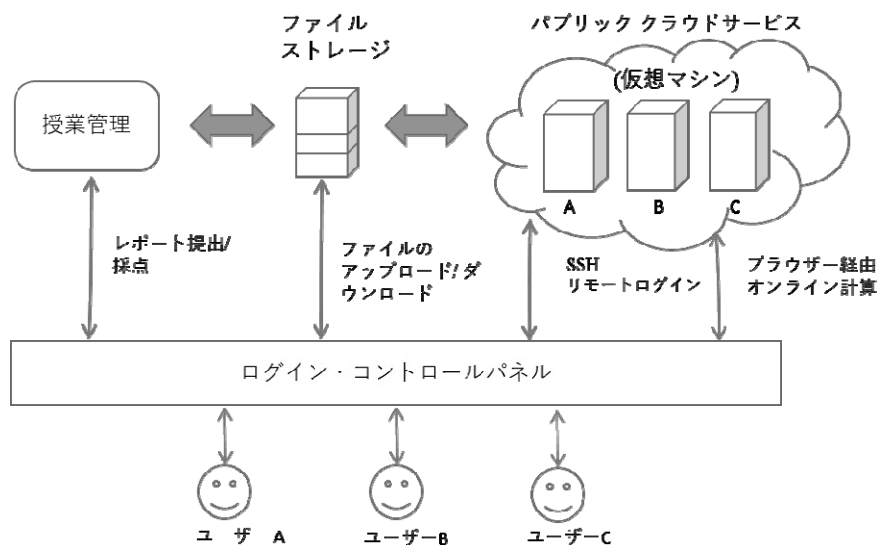 ファイル
ストレージ
パブリック クラウドサービス
(仮想マシン)
授業管理
A
B
C
レポート提出/
採点
ファイルの
アップロード/ダ
ウンロード
SSH
リモートログイン
ブラウザー経由
オンライン計算
ログイン・コントロールパネル
ユ ザ A
ユーザーB
ユーザーC